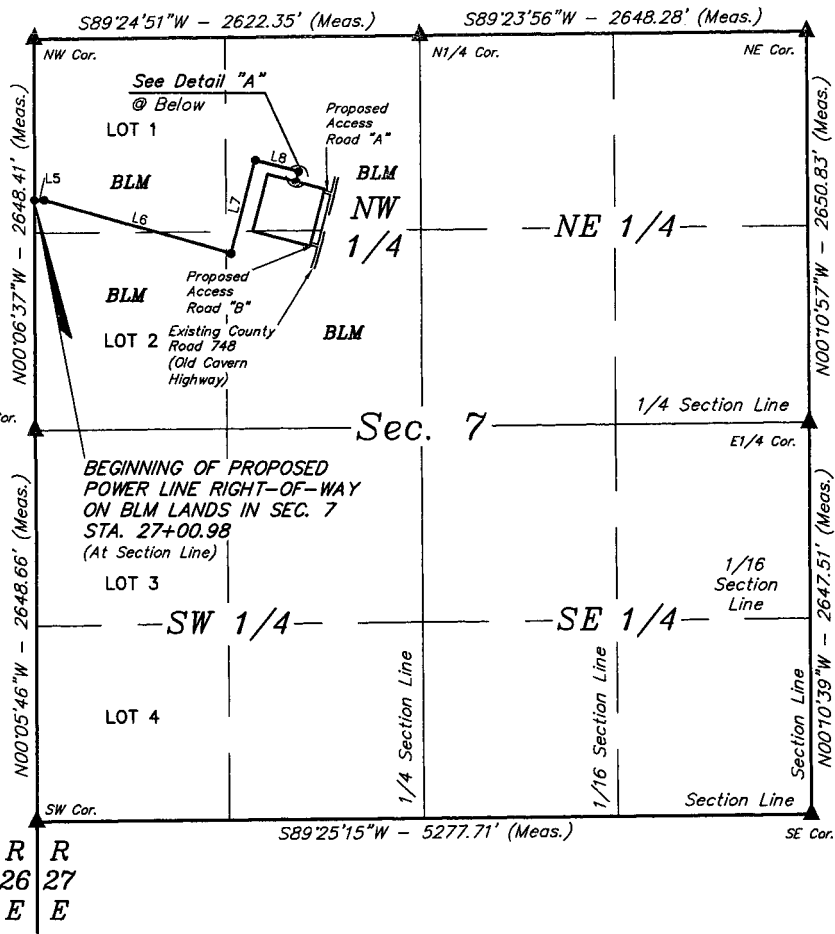 S89°24'51"W - 2622.35' (Meas.)
S89°23'56"W - 2648.28' (Meas.)
NW Cor.
N1/4 Cor.
NE Cor.
See Detail "A"
@ Below
LOT 1
Proposed
Access
Road "A"
L8
BLM
L5
BLM
NW
1/4
L7
L6
NE 1/4
N00°06'37"W - 2648.41' (Meas.)
N00°10'57"W - 2650.83' (Meas.)
Proposed
Access
Road "B"
BLM
LOT 2
Existing County
Road 748
(Old Cavern
Highway)
BLM
1/4 Section Line
Cor.
Sec. 7
E1/4 Cor.
BEGINNING OF PROPOSED
POWER LINE RIGHT-OF-WAY
ON BLM LANDS IN SEC. 7
STA. 27+00.98
(At Section Line)
LOT 3
1/16
Section
Line
SW 1/4
SE 1/4
N00°05'46"W - 2648.66' (Meas.)
N00°10'39"W - 2647.51' (Meas.)
LOT 4
1/4 Section Line
1/16 Section Line
Section Line
Section Line
SW Cor.
S89°25'15"W - 5277.71' (Meas.)
SE Cor.
R R
26 27
E E